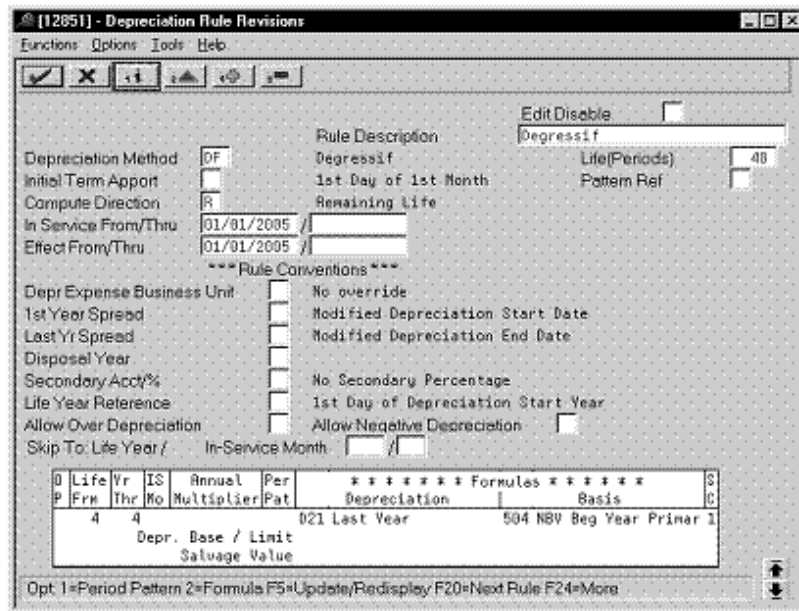 [12851] - Depreciation Rule Revisions
Functions Options Tools Help
Edit Disable
Rule Description Degressif
Depreciation Method DF Degressif Life(Periods) 48
Initial Term Apport 1st Day of 1st Month Pattern Ref
Compute Direction R Remaining Life
In Service From/Thru 01/01/2005 /
Effect From/Thru 01/01/2005 /
***Rule Conventions***
Depr Expense Business Unit No override
1st Year Spread Modified Depreciation Start Date
Last Yr Spread Modified Depreciation End Date
Disposal Year
Secondary Acct/% No Secondary Percentage
Life Year Reference 1st Day of Depreciation Start Year
Allow Over Depreciation Allow Negative Depreciation
Skip To: Life Year / In-Service Month /
O Life Yr IS Annual Per * * * * * * * Formulas * * * * * * S
P Frm Thr Mo Multiplier Pat Depreciation Basis C
4 4 021 Last Year 504 NBV Beg Year Primar 1
Depr. Base / Limit
Salvage Value
Opt: 1=Period Pattern 2=Formula F5=Update/Redisplay F20=Next Rule F24=More